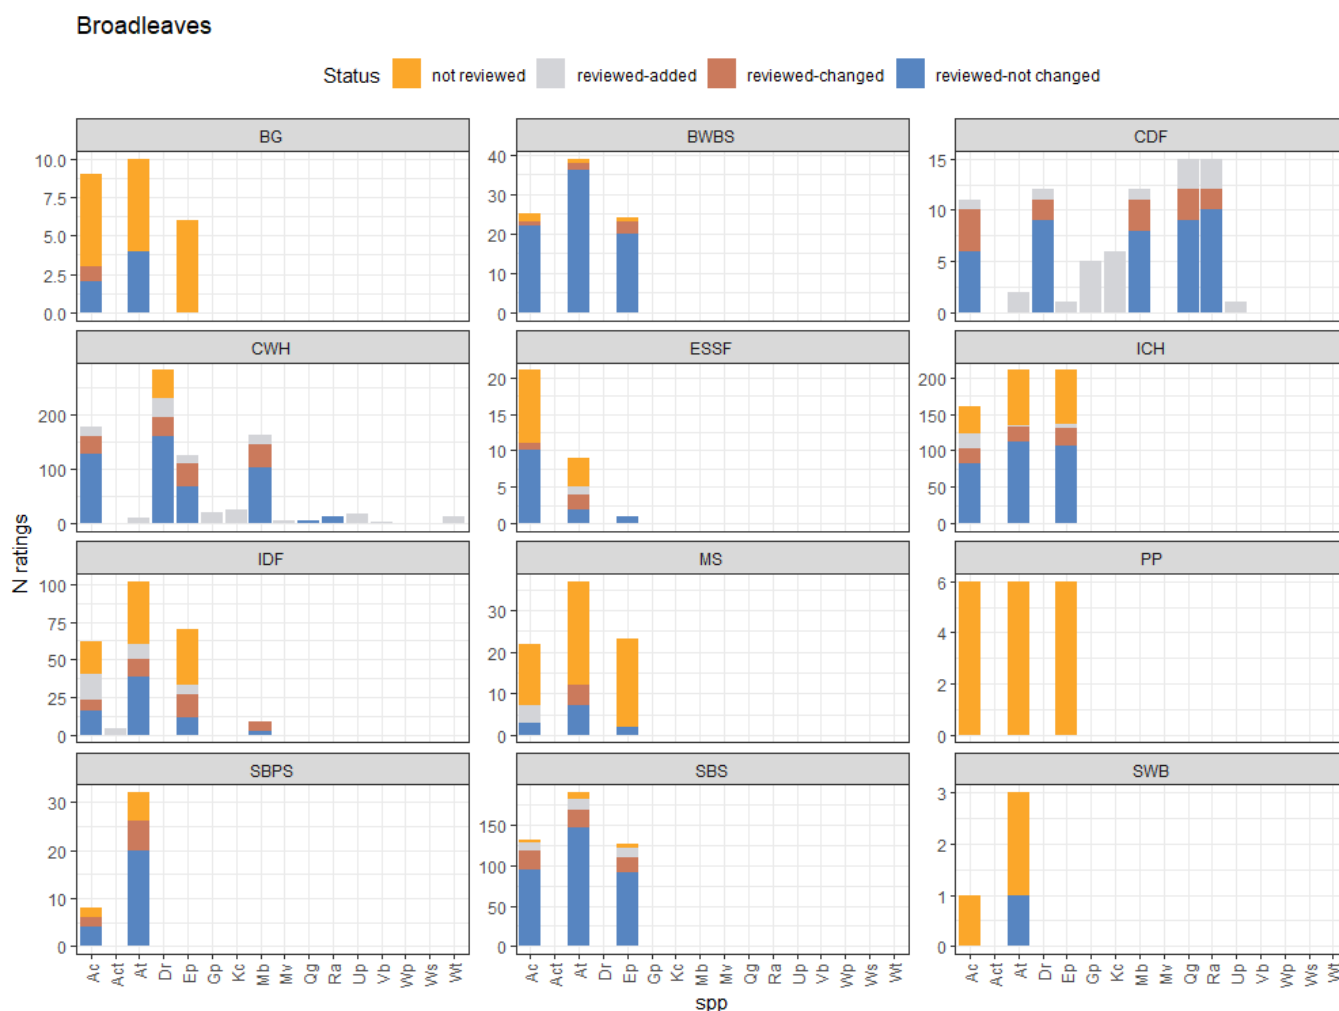 Broadleaves
Status not reviewed reviewed-added reviewed-changed reviewed-not changed
BG BWBS CDF
10.0 7.5 5.0 2.5 0.0
40 30 20 10 0
15 10 5 0
CWH ESSF ICH
200 100 0
20 15 10 5 0
200 150 100 50 0
N ratings
IDF MS PP
100 75 50 25 0
30 20 10 0
6 4 2 0
SBPS SBS SWB
30 20 10 0
150 100 50 0
3 2 1 0
Ac Act At Dr Ep Gp Kc Mb Mv Qg Ra Up Vb Wp Ws Wt
Ac Act At Dr Ep Gp Kc Mb Mv Qg Ra Up Vb Wp Ws Wt
Ac Act At Dr Ep Gp Kc Mb Mv Qg Ra Up Vb Wp Ws Wt
spp